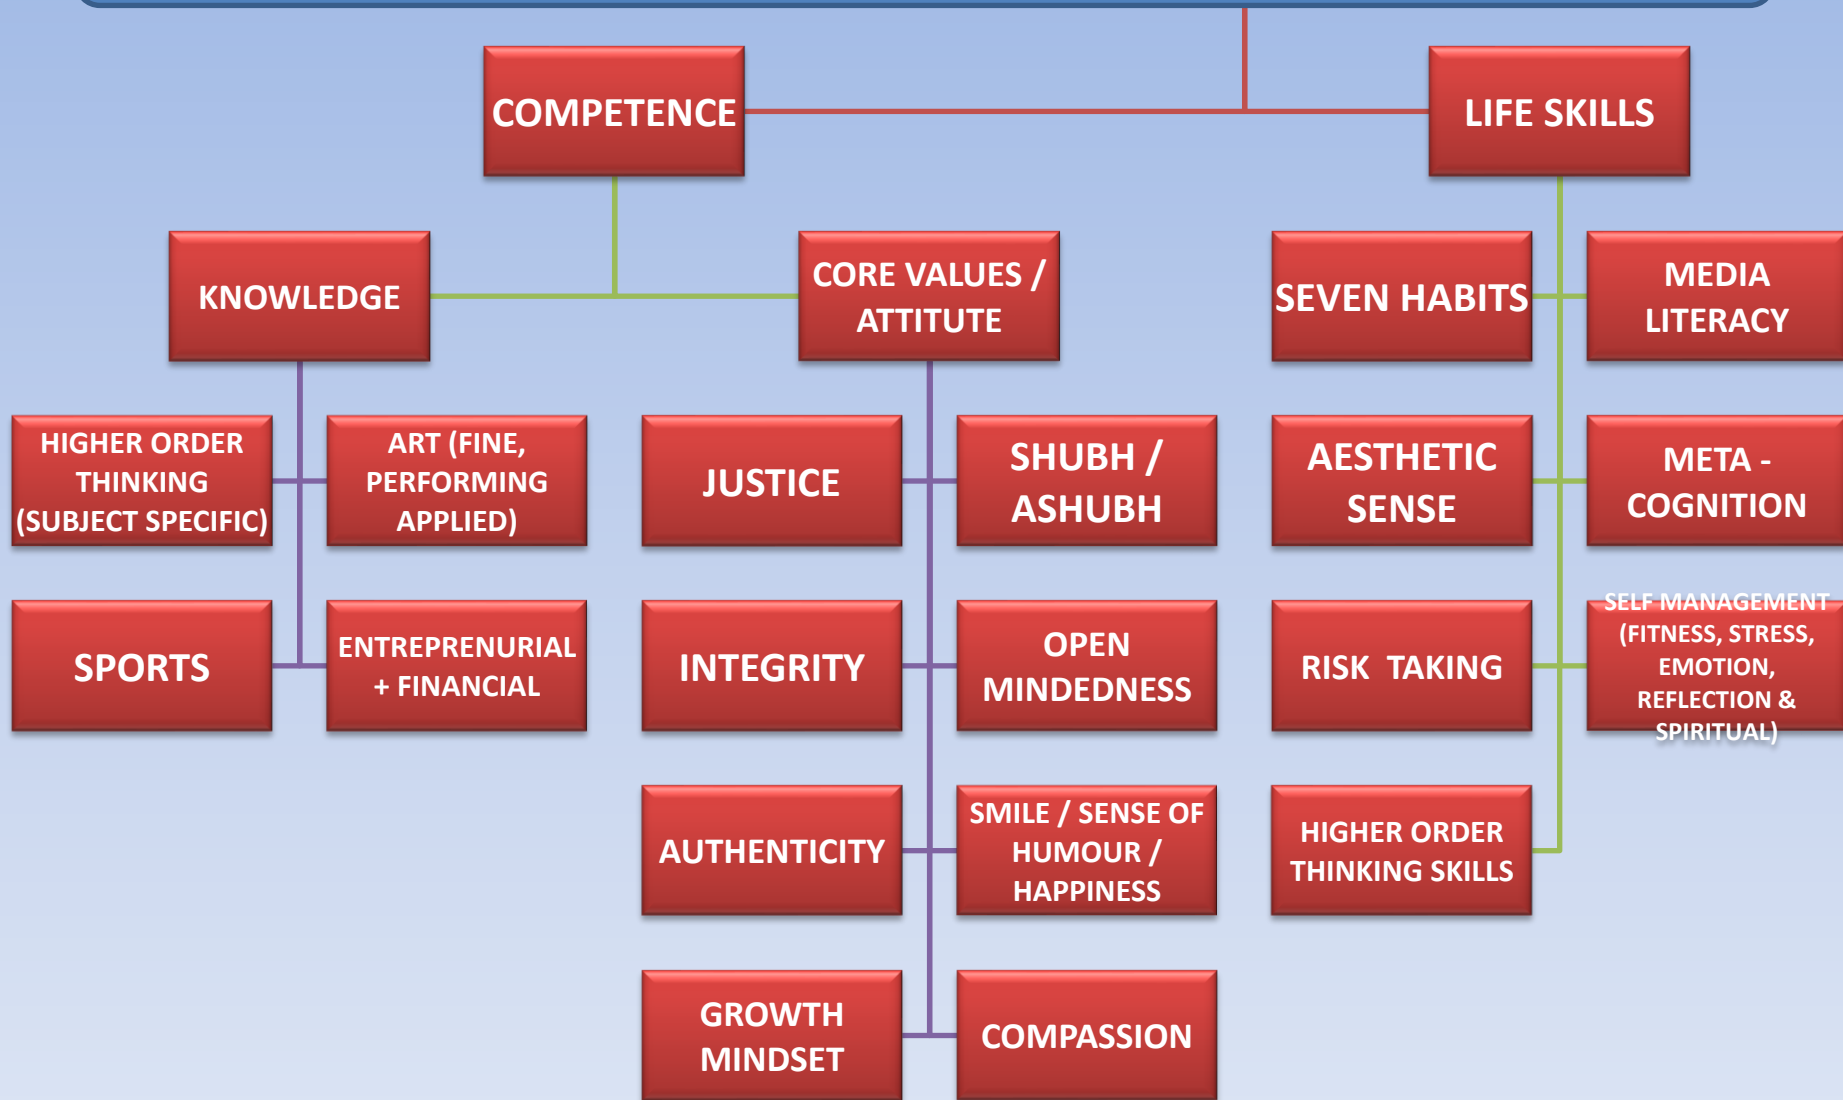 COMPETENCE
LIFE SKILLS
KNOWLEDGE
CORE VALUES /
ATTITUTE
SEVEN HABITS
MEDIA
LITERACY
HIGHER ORDER
THINKING
(SUBJECT SPECIFIC)
ART (FINE,
PERFORMING
APPLIED)
JUSTICE
SHUBH /
ASHUBH
AESTHETIC
SENSE
META -
COGNITION
SPORTS
ENTREPRENURIAL
+ FINANCIAL
INTEGRITY
OPEN
MINDEDNESS
RISK  TAKING
SELF MANAGEMENT
(FITNESS, STRESS,
EMOTION,
REFLECTION &
SPIRITUAL)
AUTHENTICITY
SMILE / SENSE OF
HUMOUR /
HAPPINESS
HIGHER ORDER
THINKING SKILLS
GROWTH
MINDSET
COMPASSION